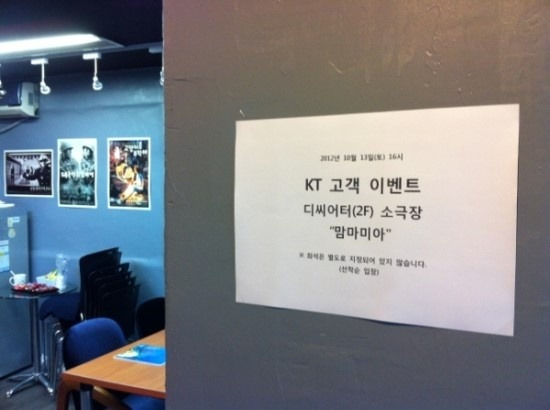 2012년 10월 13일(토) 16시
KT 고객 이벤트
디씨어터(2F) 소극장
"맘마미아"
※ 좌석은 별도로 지정되어 있지 않습니다.
(선착순 입장)